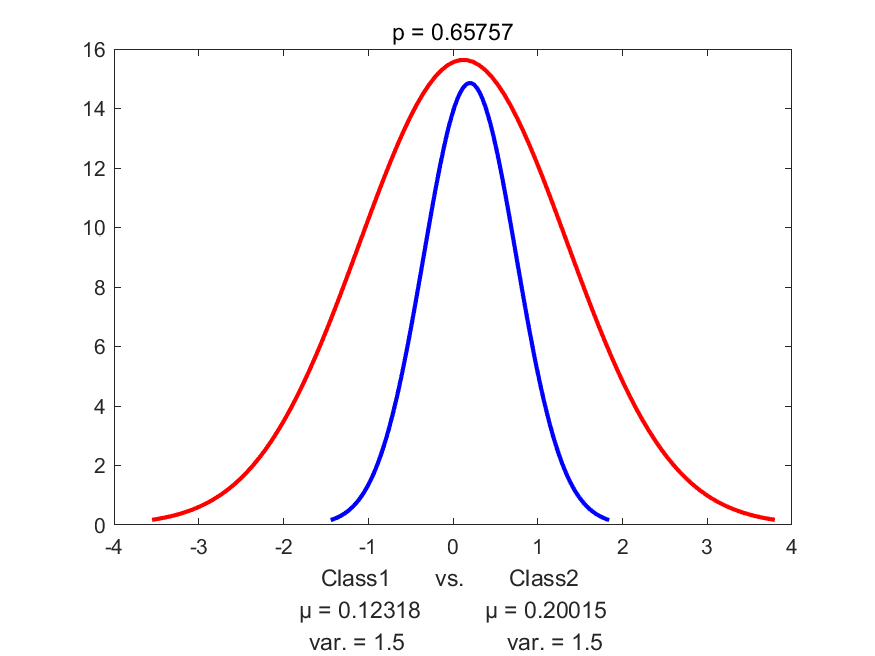 p = 0.65757
16
14
12
10
8
6
4
2
0
-4 -3 -2 -1 0 1 2 3 4
Class1 vs. Class2
μ = 0.12318 μ = 0.20015
var. = 1.5 var. = 1.5